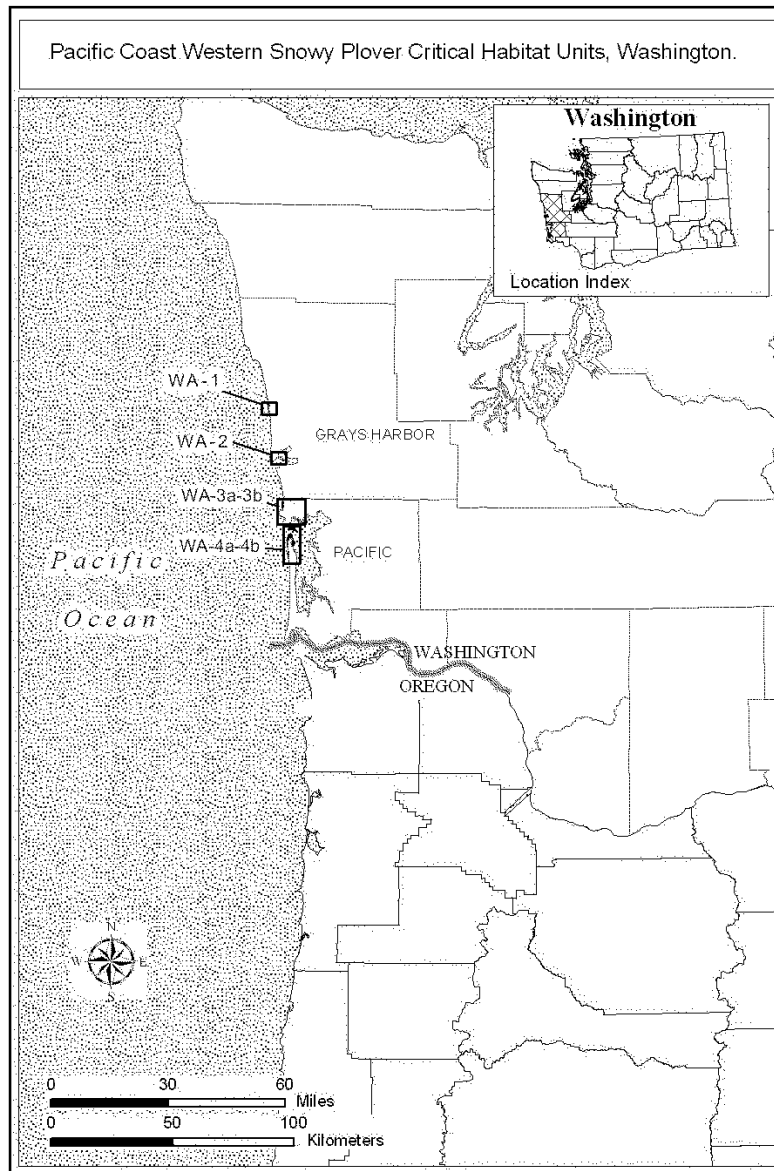 Pacific Coast Western Snowy Plover Critical Habitat Units, Washington.
Washington
Location Index
WA-1
GRAYS HARBOR
WA-2
WA-3a-3b
WA-4a-4b
PACIFIC
Pacific
Ocean
WASHINGTON
OREGON
N
W E
S
0 30 60
Miles
0 50 100
Kilometers